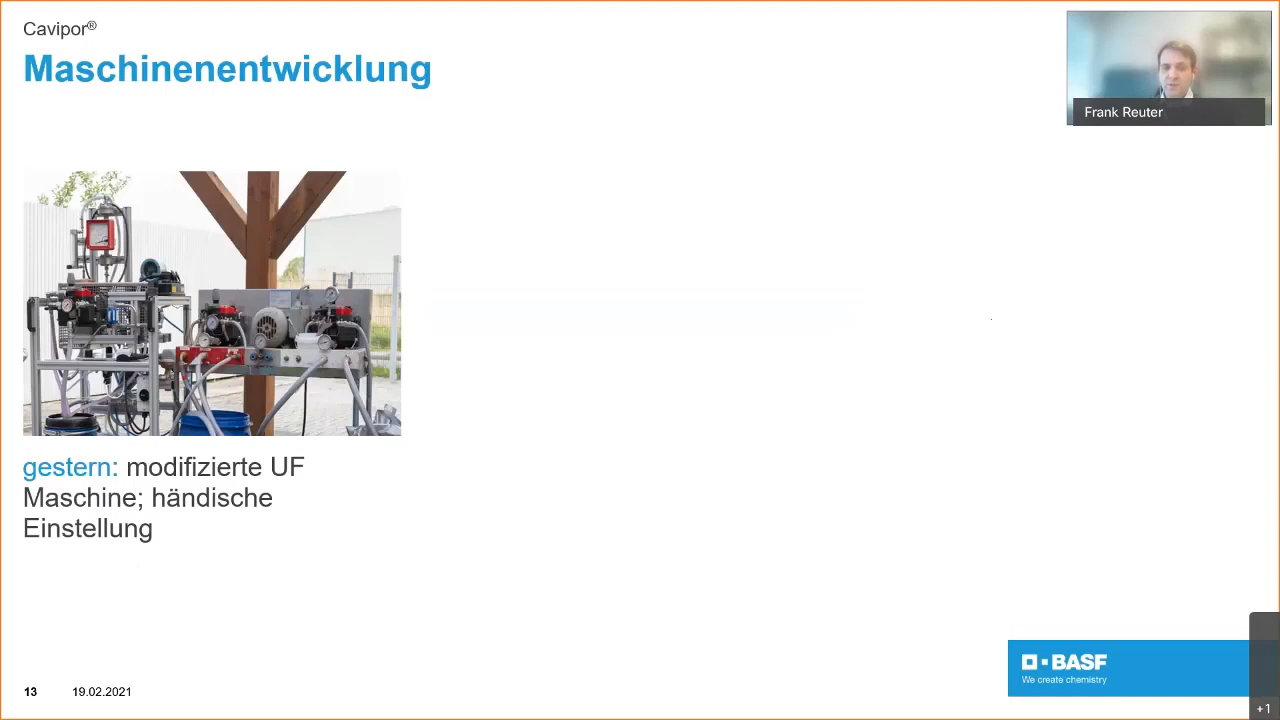 Cavipor®
Maschinenentwicklung
Frank Reuter
gestern: modifizierte UF
Maschine; händische
Einstellung
13 19.02.2021
BASF
We create chemistry
+1